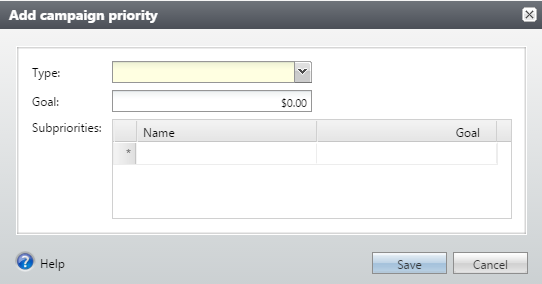 Add campaign priority
Type:
Goal: $0.00
Subpriorities: Name Goal
*
Help Save Cancel